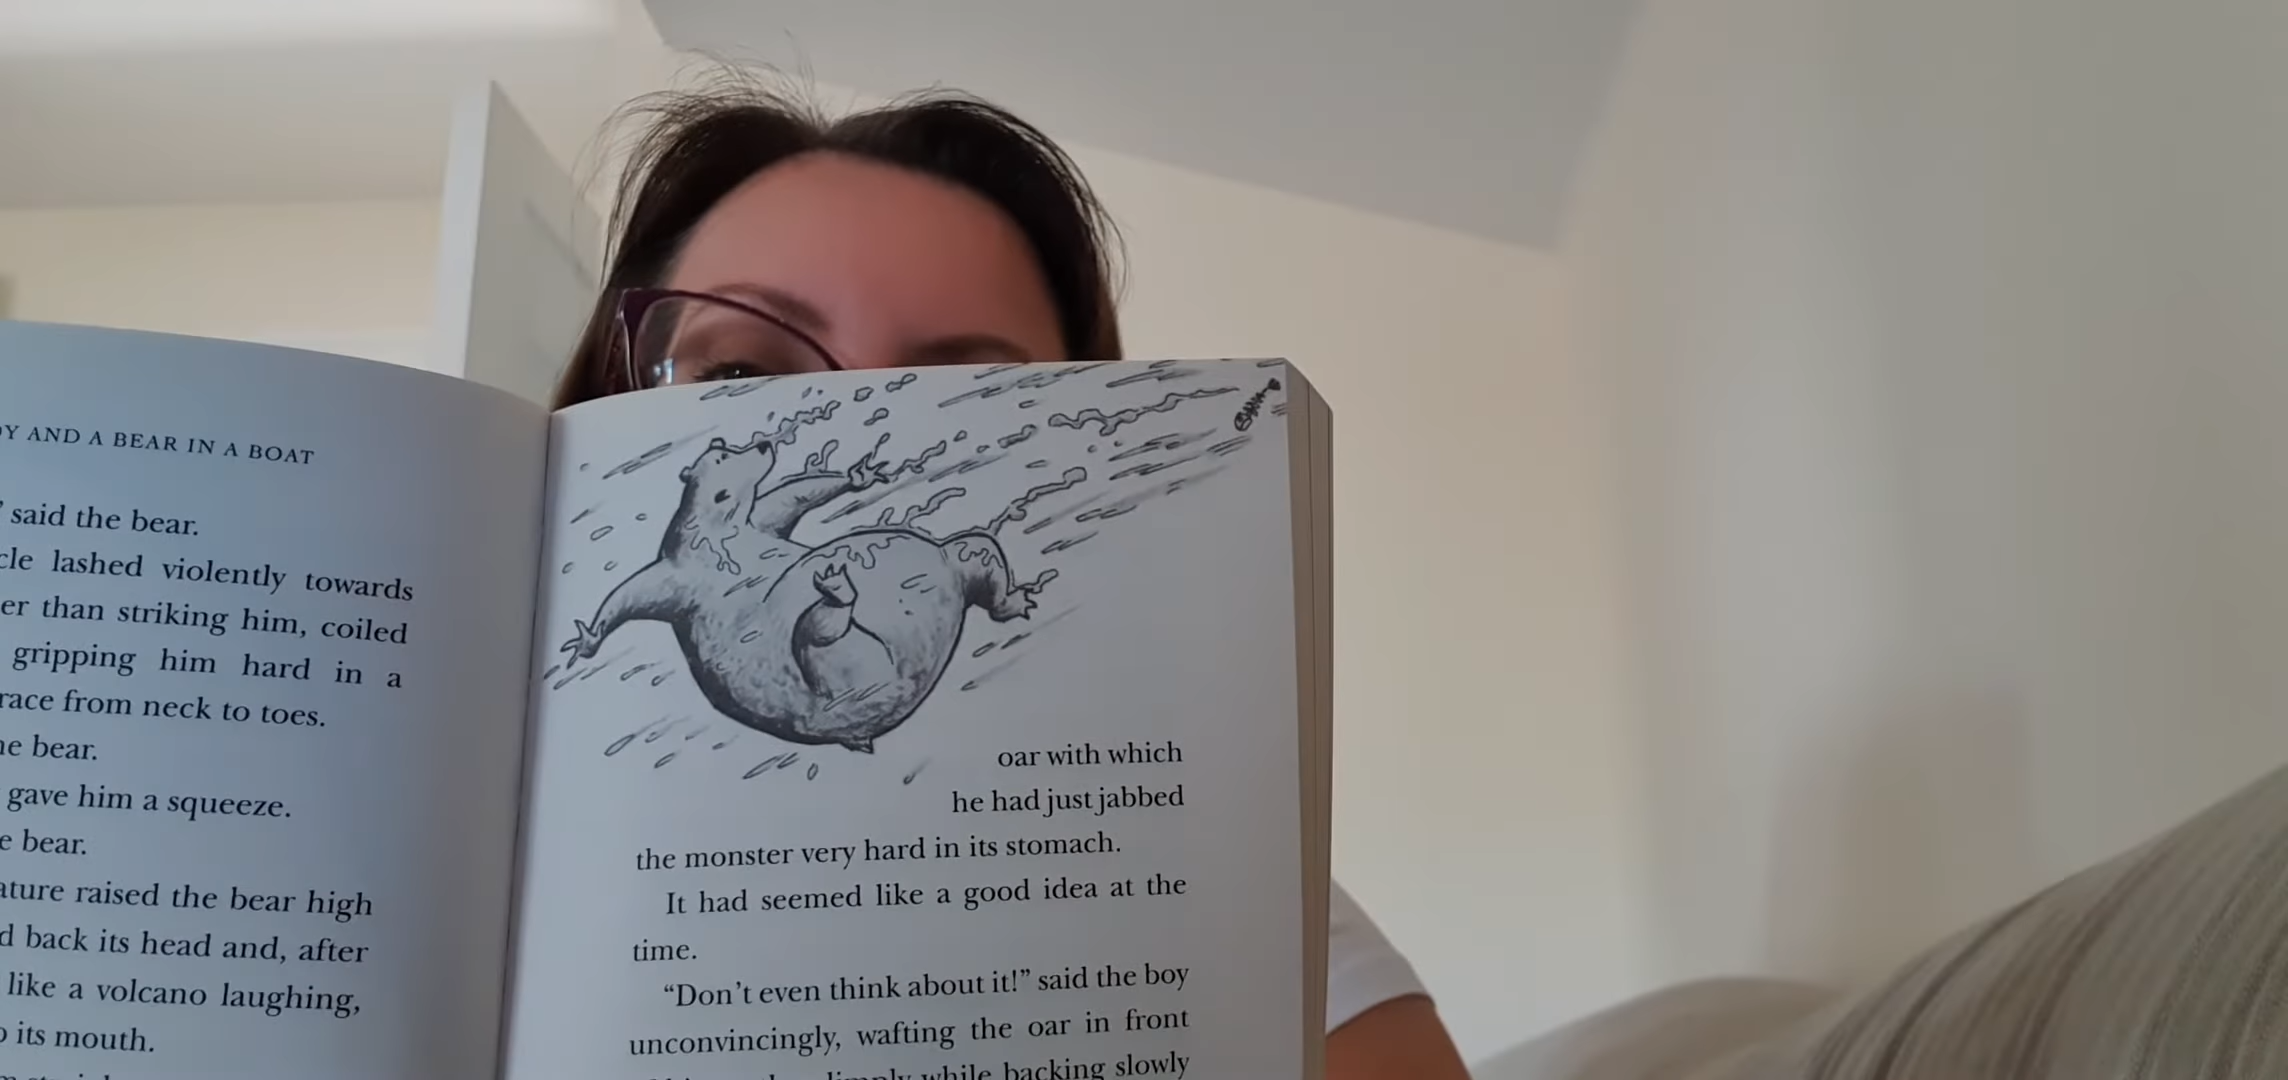 AND A BEAR IN A BOAT
said the bear.
lashed violently towards
than striking him, coiled
gripping him hard in a
from neck to toes.
bear.
gave him a squeeze.
bear.
raised the bear high
back its head and, after
like a volcano laughing,
its mouth.
oar with which
he had just jabbed
the monster very hard in its stomach.
It had seemed like a good idea at the
time.
“Don’t even think about it!” said the boy
unconvincingly, wafting the oar in front
while backing slowly